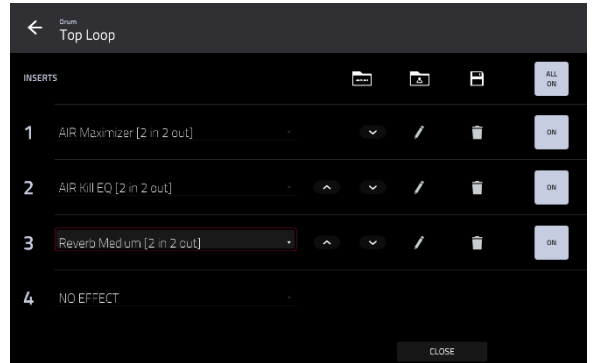 Drum
Top Loop
INSERTS
ALL
ON
1 AIR Maximizer [2 in 2 out] ON
2 AIR Kill EQ [2 in 2 out] ON
3 Reverb Medium [2 in 2 out] ON
4 NO EFFECT
CLOSE